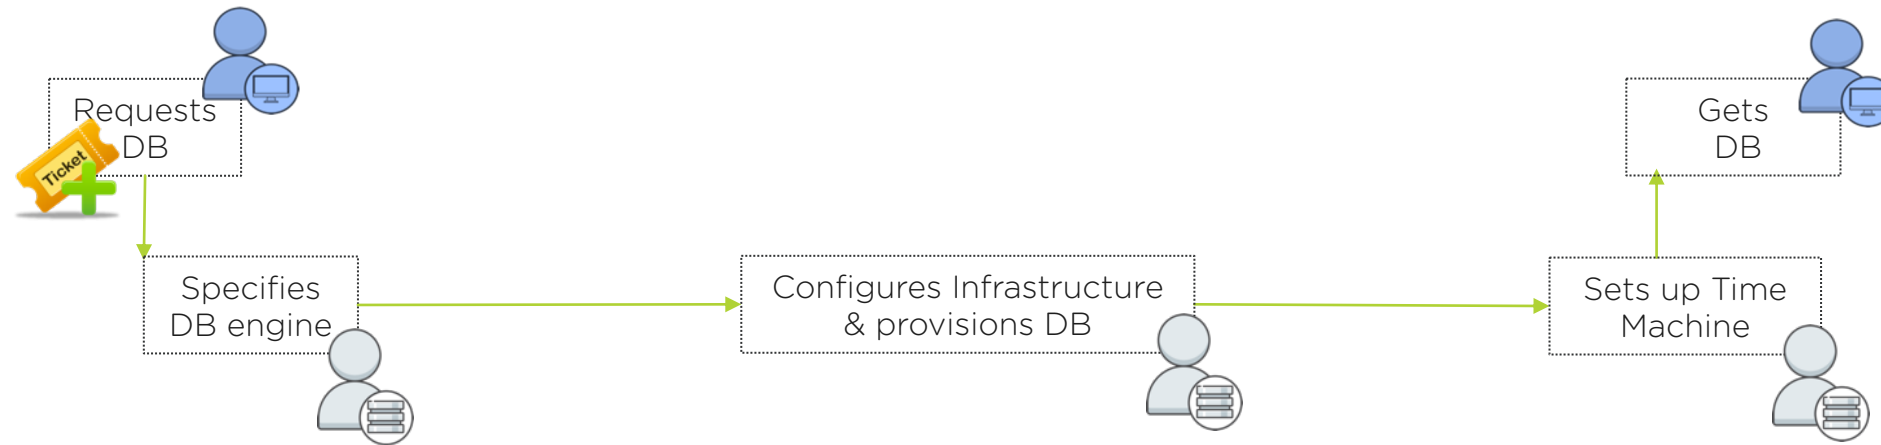 Requests
DB
Ticket
Specifies
DB engine
Configures Infrastructure
& provisions DB
Sets up Time
Machine
Gets
DB